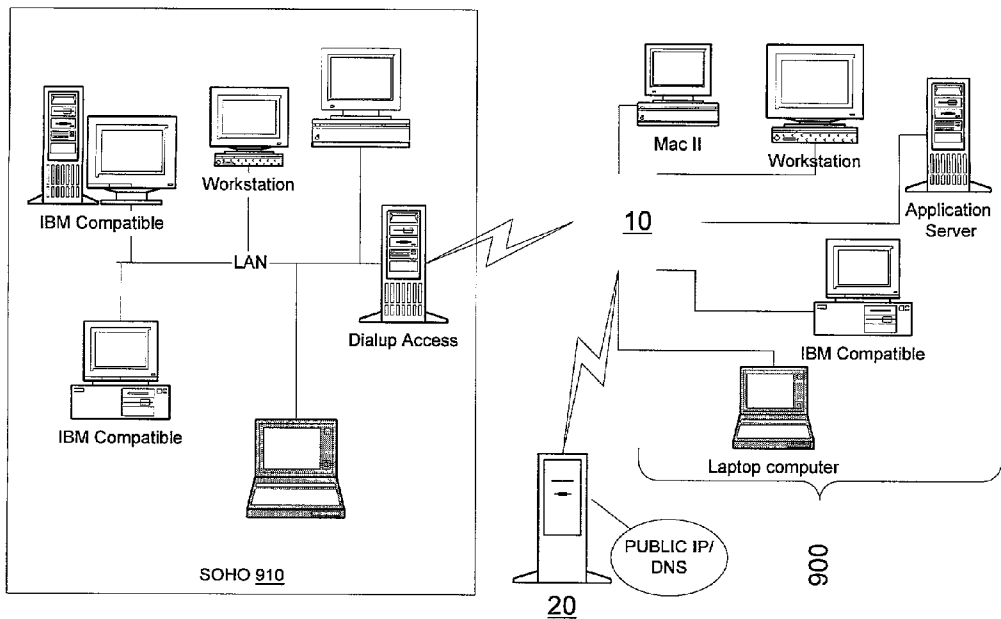 IBM Compatible
Workstation
LAN
Dialup Access
IBM Compatible
SOHO 910
Mac II
Workstation
Application
Server
10
IBM Compatible
Laptop computer
PUBLIC IP/
DNS
20
900